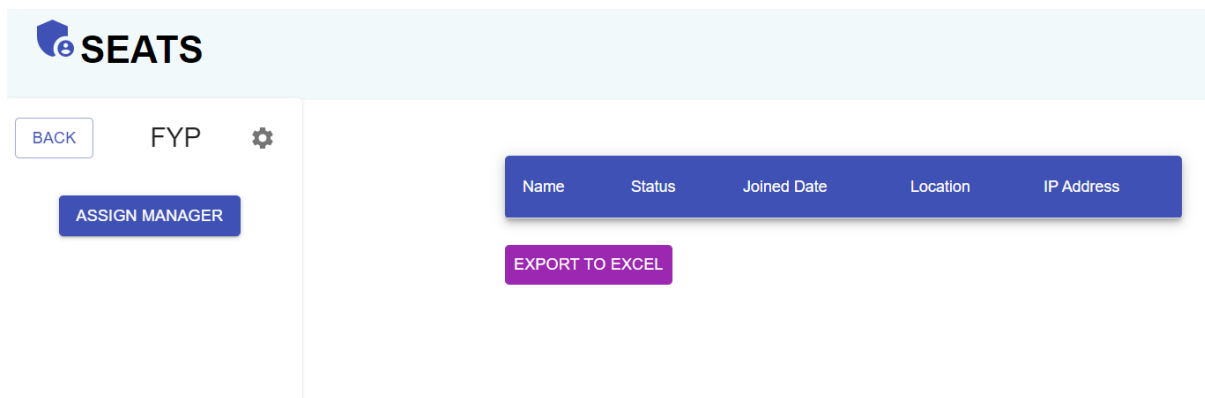 SEATS
BACK FYP
ASSIGN MANAGER
Name Status Joined Date Location IP Address
EXPORT TO EXCEL